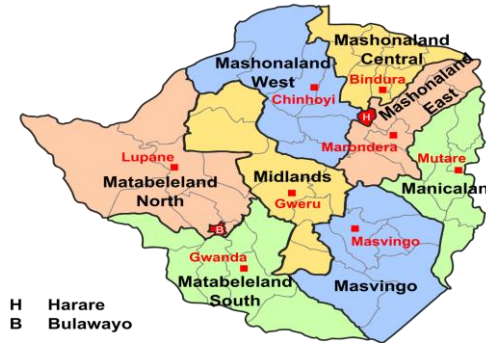 Mashonaland
Central
Bindura
Mashonaland
West
Chinhoyi
Mashonaland
East
H
Marondera
Mutare
Manicalan
Lupane
Matabeleland
North
Midlands
Gweru
Masvingo
Masvingo
B
Gwanda
Matabeleland
South
H Harare
B Bulawayo